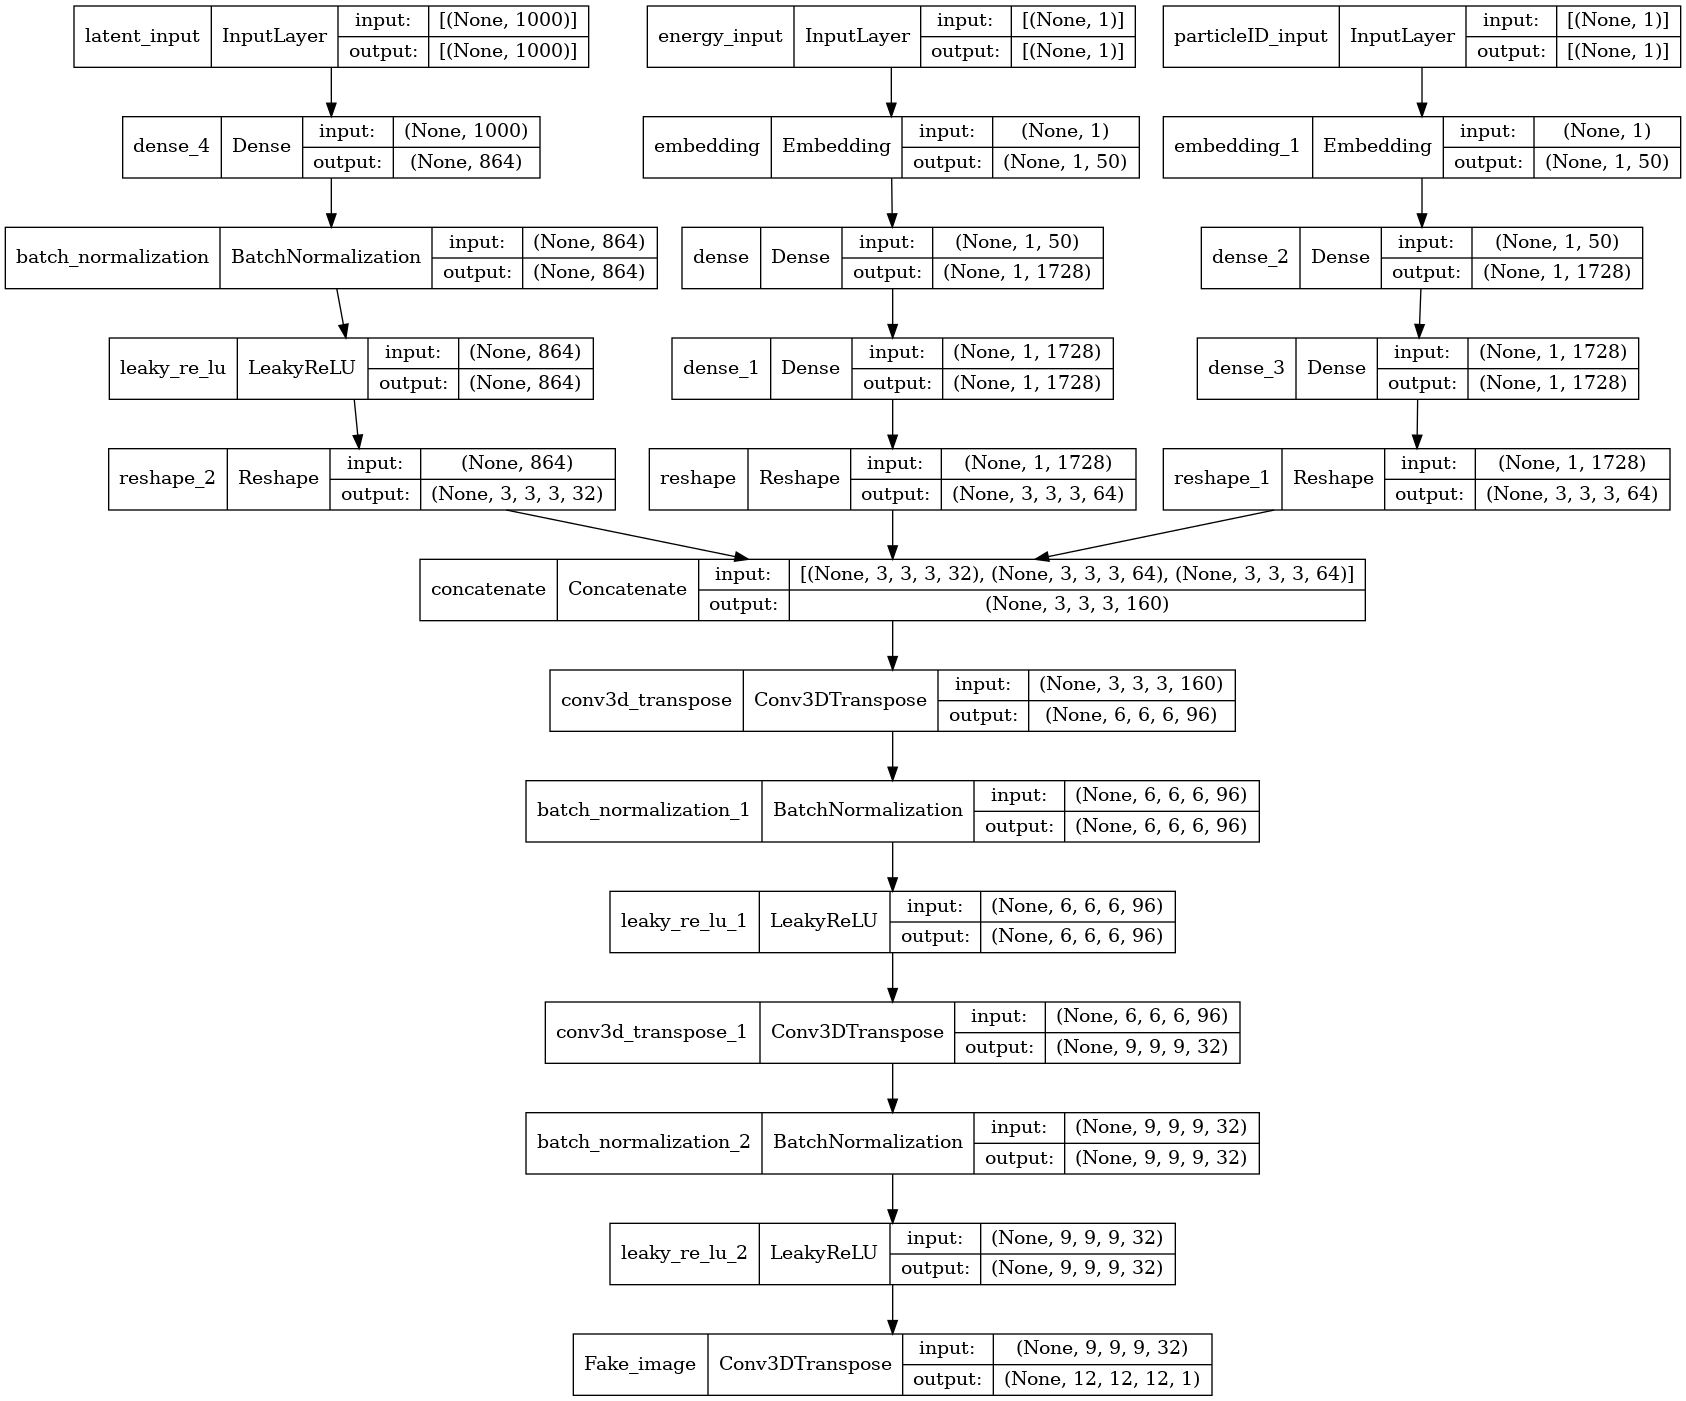 latent_input InputLayer input: [(None, 1000)]
output: [(None, 1000)]
energy_input InputLayer input: [(None, 1)]
output: [(None, 1)]
particleID_input InputLayer input: [(None, 1)]
output: [(None, 1)]
dense_4 Dense input: (None, 1000)
output: (None, 864)
embedding Embedding input: (None, 1)
output: (None, 1, 50)
embedding_1 Embedding input: (None, 1)
output: (None, 1, 50)
batch_normalization BatchNormalization input: (None, 864)
output: (None, 864)
dense Dense input: (None, 1, 50)
output: (None, 1, 1728)
dense_2 Dense input: (None, 1, 50)
output: (None, 1, 1728)
leaky_re_lu LeakyReLU input: (None, 864)
output: (None, 864)
dense_1 Dense input: (None, 1, 1728)
output: (None, 1, 1728)
dense_3 Dense input: (None, 1, 1728)
output: (None, 1, 1728)
reshape_2 Reshape input: (None, 864)
output: (None, 3, 3, 3, 32)
reshape Reshape input: (None, 1, 1728)
output: (None, 3, 3, 3, 64)
reshape_1 Reshape input: (None, 1, 1728)
output: (None, 3, 3, 3, 64)
concatenate Concatenate input: [(None, 3, 3, 3, 32), (None, 3, 3, 3, 64), (None, 3, 3, 3, 64)]
output: (None, 3, 3, 3, 160)
conv3d_transpose Conv3DTranspose input: (None, 3, 3, 3, 160)
output: (None, 6, 6, 6, 96)
batch_normalization_1 BatchNormalization input: (None, 6, 6, 6, 96)
output: (None, 6, 6, 6, 96)
leaky_re_lu_1 LeakyReLU input: (None, 6, 6, 6, 96)
output: (None, 6, 6, 6, 96)
conv3d_transpose_1 Conv3DTranspose input: (None, 6, 6, 6, 96)
output: (None, 9, 9, 9, 32)
batch_normalization_2 BatchNormalization input: (None, 9, 9, 9, 32)
output: (None, 9, 9, 9, 32)
leaky_re_lu_2 LeakyReLU input: (None, 9, 9, 9, 32)
output: (None, 9, 9, 9, 32)
Fake_image Conv3DTranspose input: (None, 9, 9, 9, 32)
output: (None, 12, 12, 12, 1)